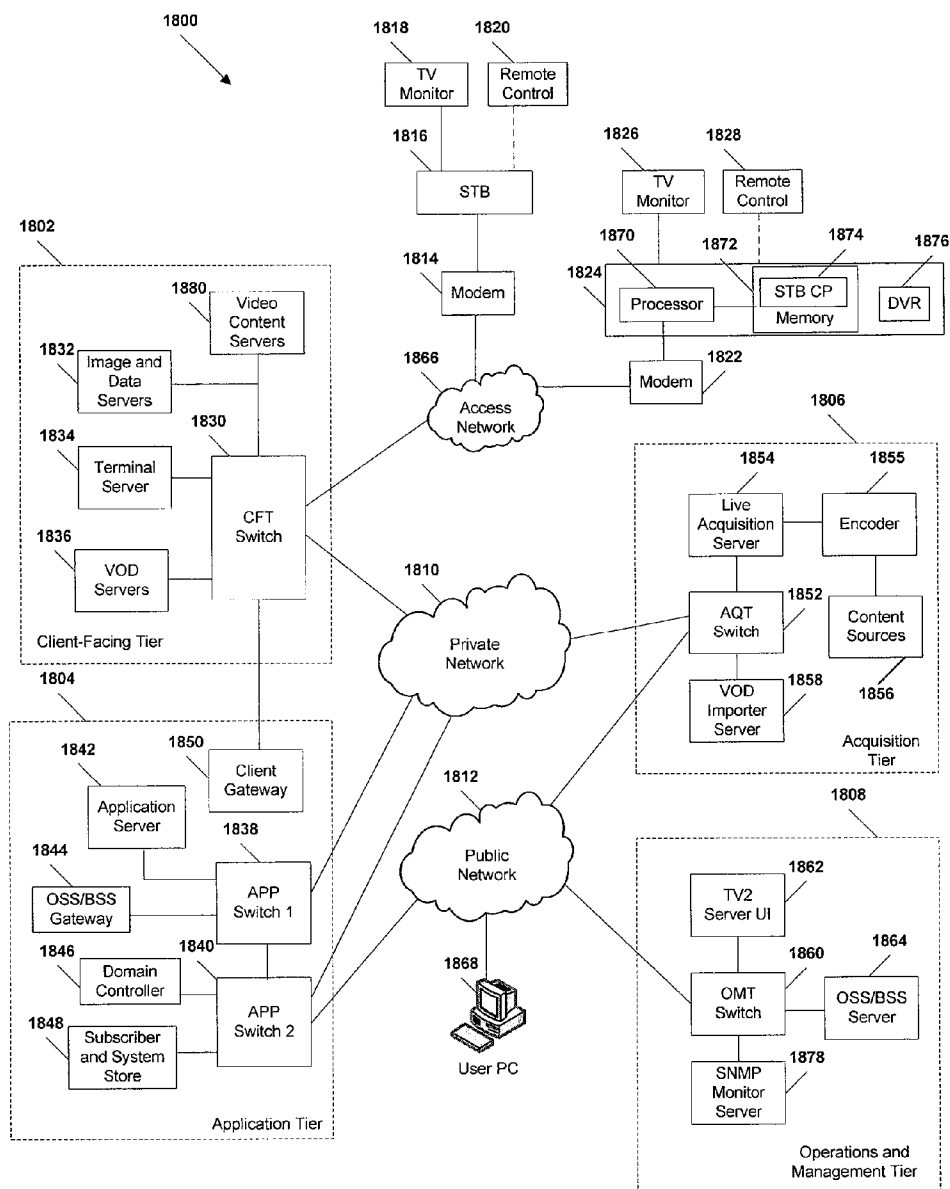 1800
1818
TV
Monitor
1820
Remote
Control
1816
STB
1826
TV
Monitor
1828
Remote
Control
1814
Modem
1870
1872
1874
1876
1824
Processor
STB CP
Memory
DVR
1866
Access
Network
1822
Modem
1802
1880
Video
Content
Servers
1832
Image and
Data
Servers
1830
1834
Terminal
Server
CFT
Switch
1836
VOD
Servers
Client-Facing Tier
1806
1854
Live
Acquisition
Server
1855
Encoder
1852
AQT
Switch
Content
Sources
1856
1858
VOD
Importer
Server
Acquisition
Tier
1810
Private
Network
1804
1850
Client
Gateway
1842
Application
Server
1838
1844
OSS/BSS
Gateway
APP
Switch 1
1846
Domain
Controller
1840
APP
Switch 2
1848
Subscriber
and System
Store
Application Tier
1812
Public
Network
1868
User PC
1808
1862
TV2
Server UI
1860
OMT
Switch
1864
OSS/BSS
Server
1878
SNMP
Monitor
Server
Operations and
Management Tier